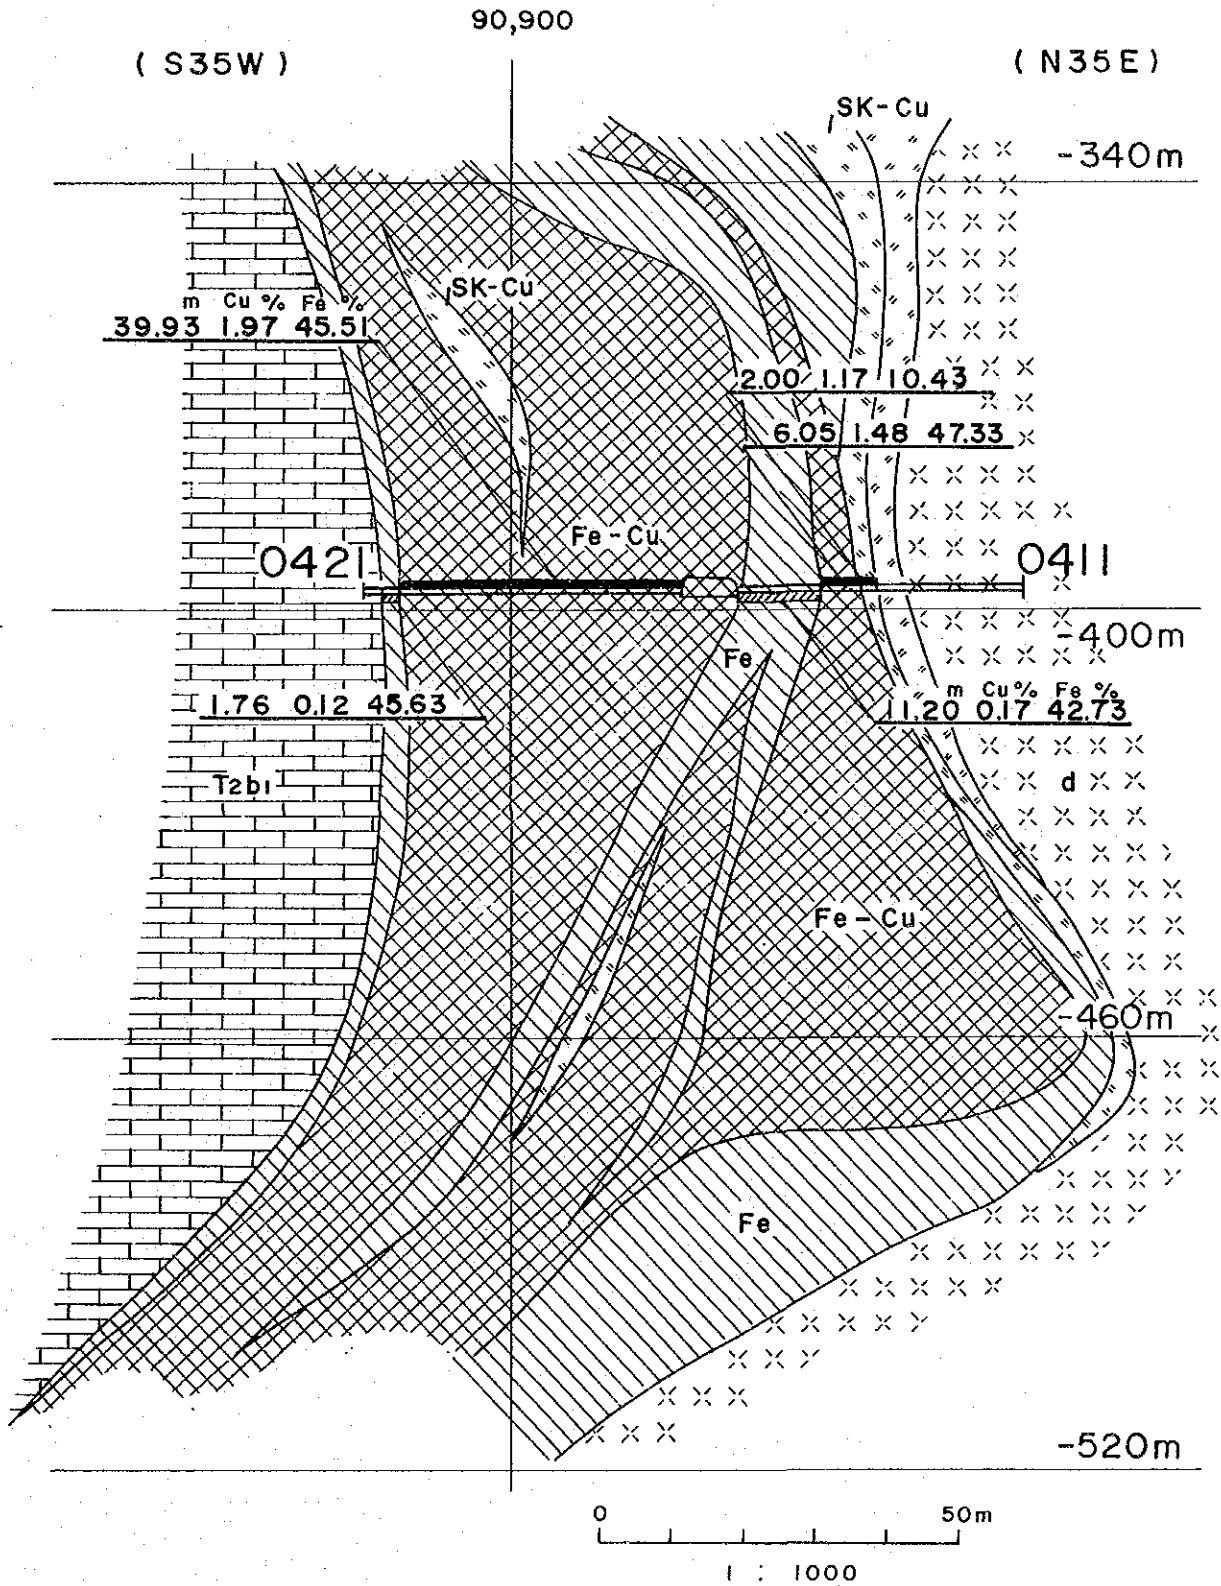 90,900
( S35W )
( N35E )
SK-Cu
-340m
SK-Cu
m Cu % Fe %
39.93 1.97 45.51
2.00 1.17 10.43
6.05 1.48 47.33
Fe-Cu
0421
0411
-400m
Fe
m Cu % Fe %
1.76 0.12 45.63
11.20 0.17 42.73
T2b1
d
Fe-Cu
-460m
Fe
-520m
0 50m
1 : 1000